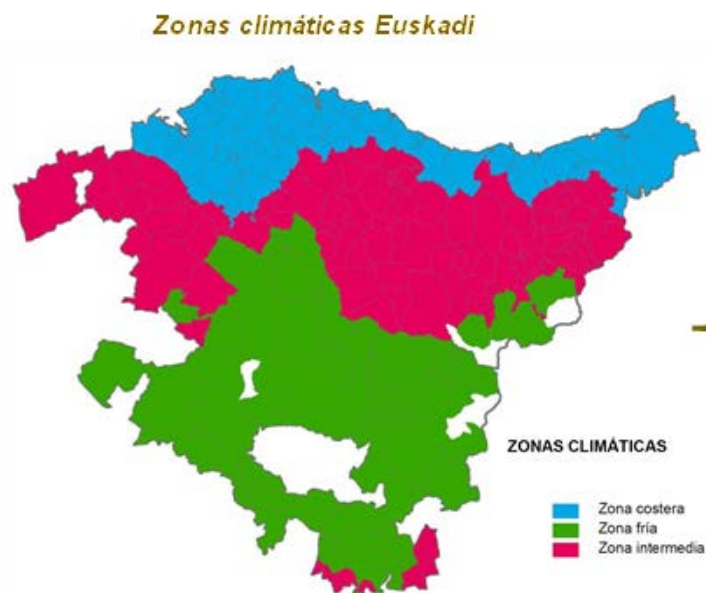 Zonas climáticas Euskadi
ZONAS CLIMÁTICAS
Zona costera
Zona fría
Zona intermedia